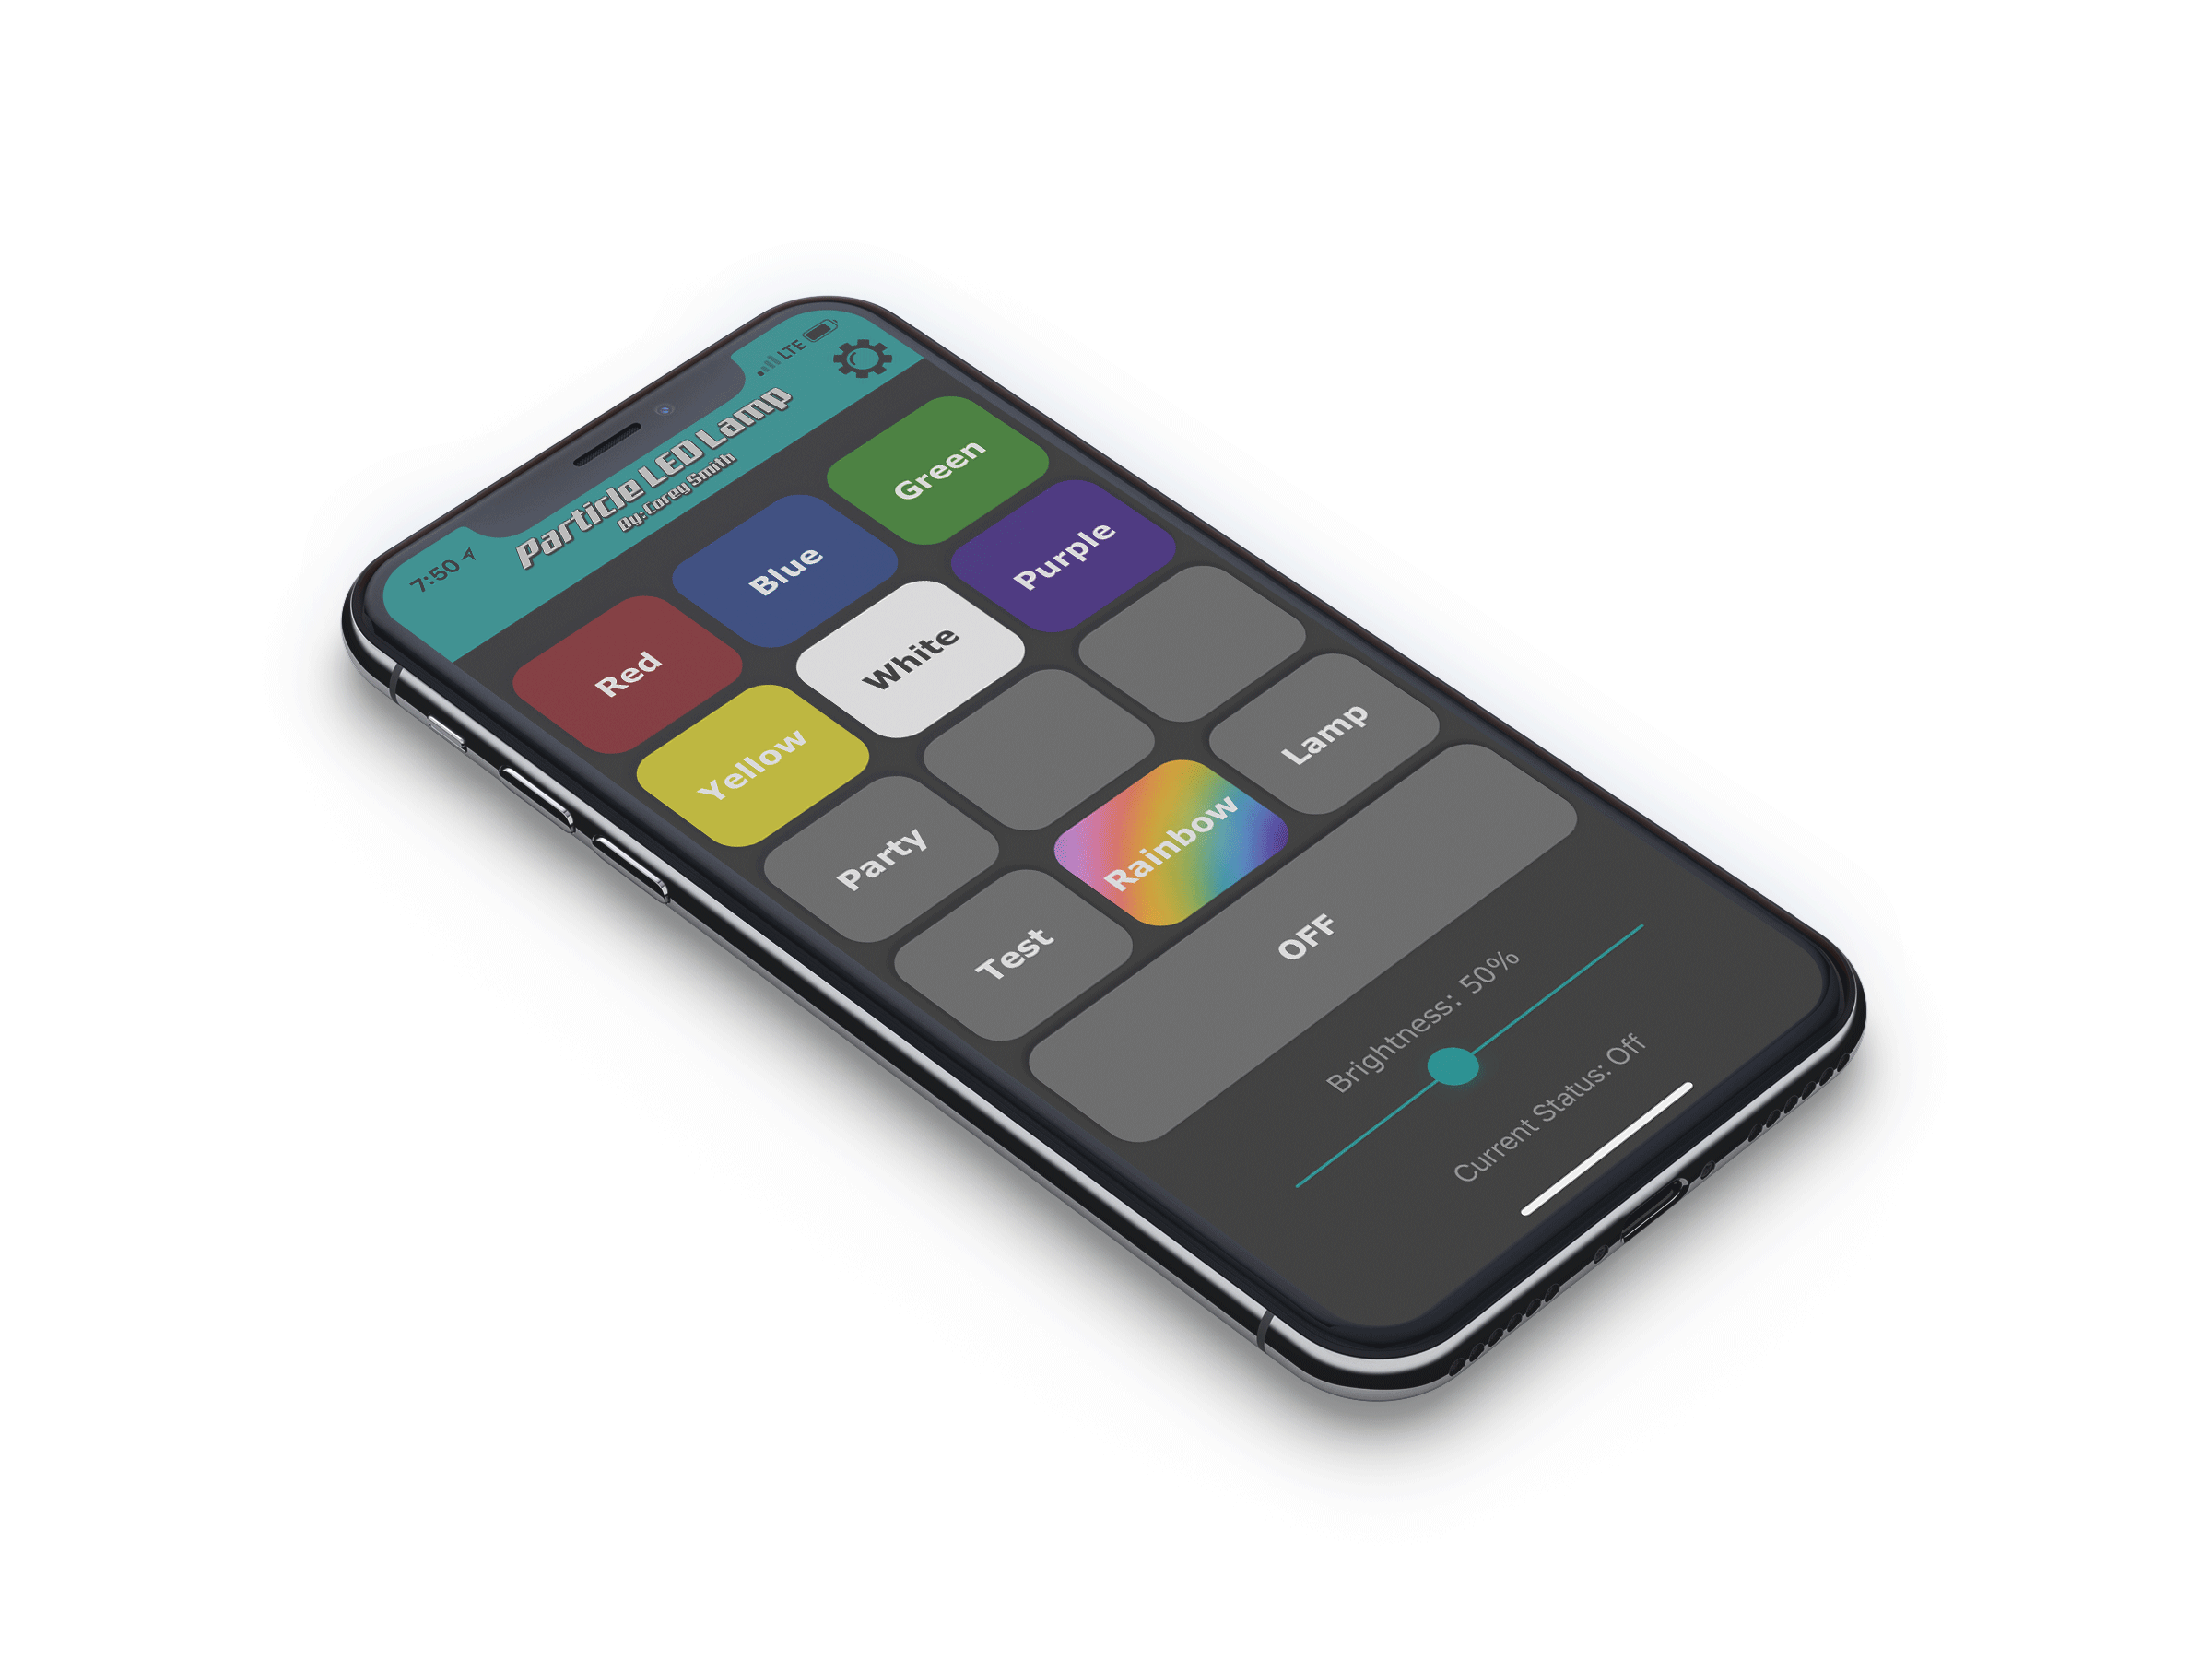 7:50
LTE
Particle LED Lamp
By: Corey Smith
Red
Blue
Green
Yellow
White
Purple
Party
Test
Rainbow
Lamp
OFF
Brightness: 50%
Current Status: Off